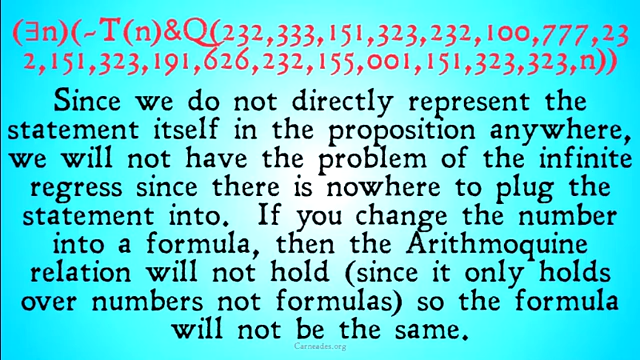 (∃n)(~T(n)&Q(232,333,151,323,232,100,777,23
2,151,323,191,626,232,155,001,151,323,323,n))
Since we do not directly represent the
statement itself in the proposition anywhere,
we will not have the problem of the infinite
regress since there is nowhere to plug the
statement into. If you change the number
into a formula, then the Arithmoquine
relation will not hold (since it only holds
over numbers not formulas) so the formula
will not be the same.
Carneades.org